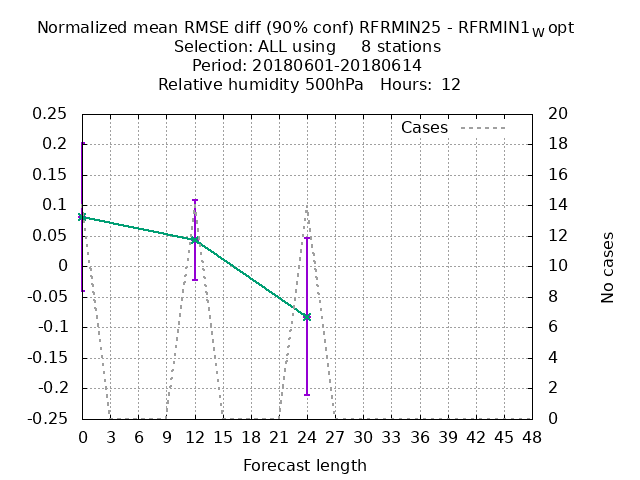 Normalized mean RMSE diff (90% conf) RFRMIN25 - RFRMIN1w opt
Selection: ALL using 8 stations
Period: 20180601-20180614
Relative humidity 500hPa Hours: 12
Cases
0.25
0.2
0.15
0.1
0.05
0
-0.05
-0.1
-0.15
-0.2
-0.25
20
18
16
14
12
10
8
6
4
2
0
No cases
0 3 6 9 12 15 18 21 24 27 30 33 36 39 42 45 48
Forecast length